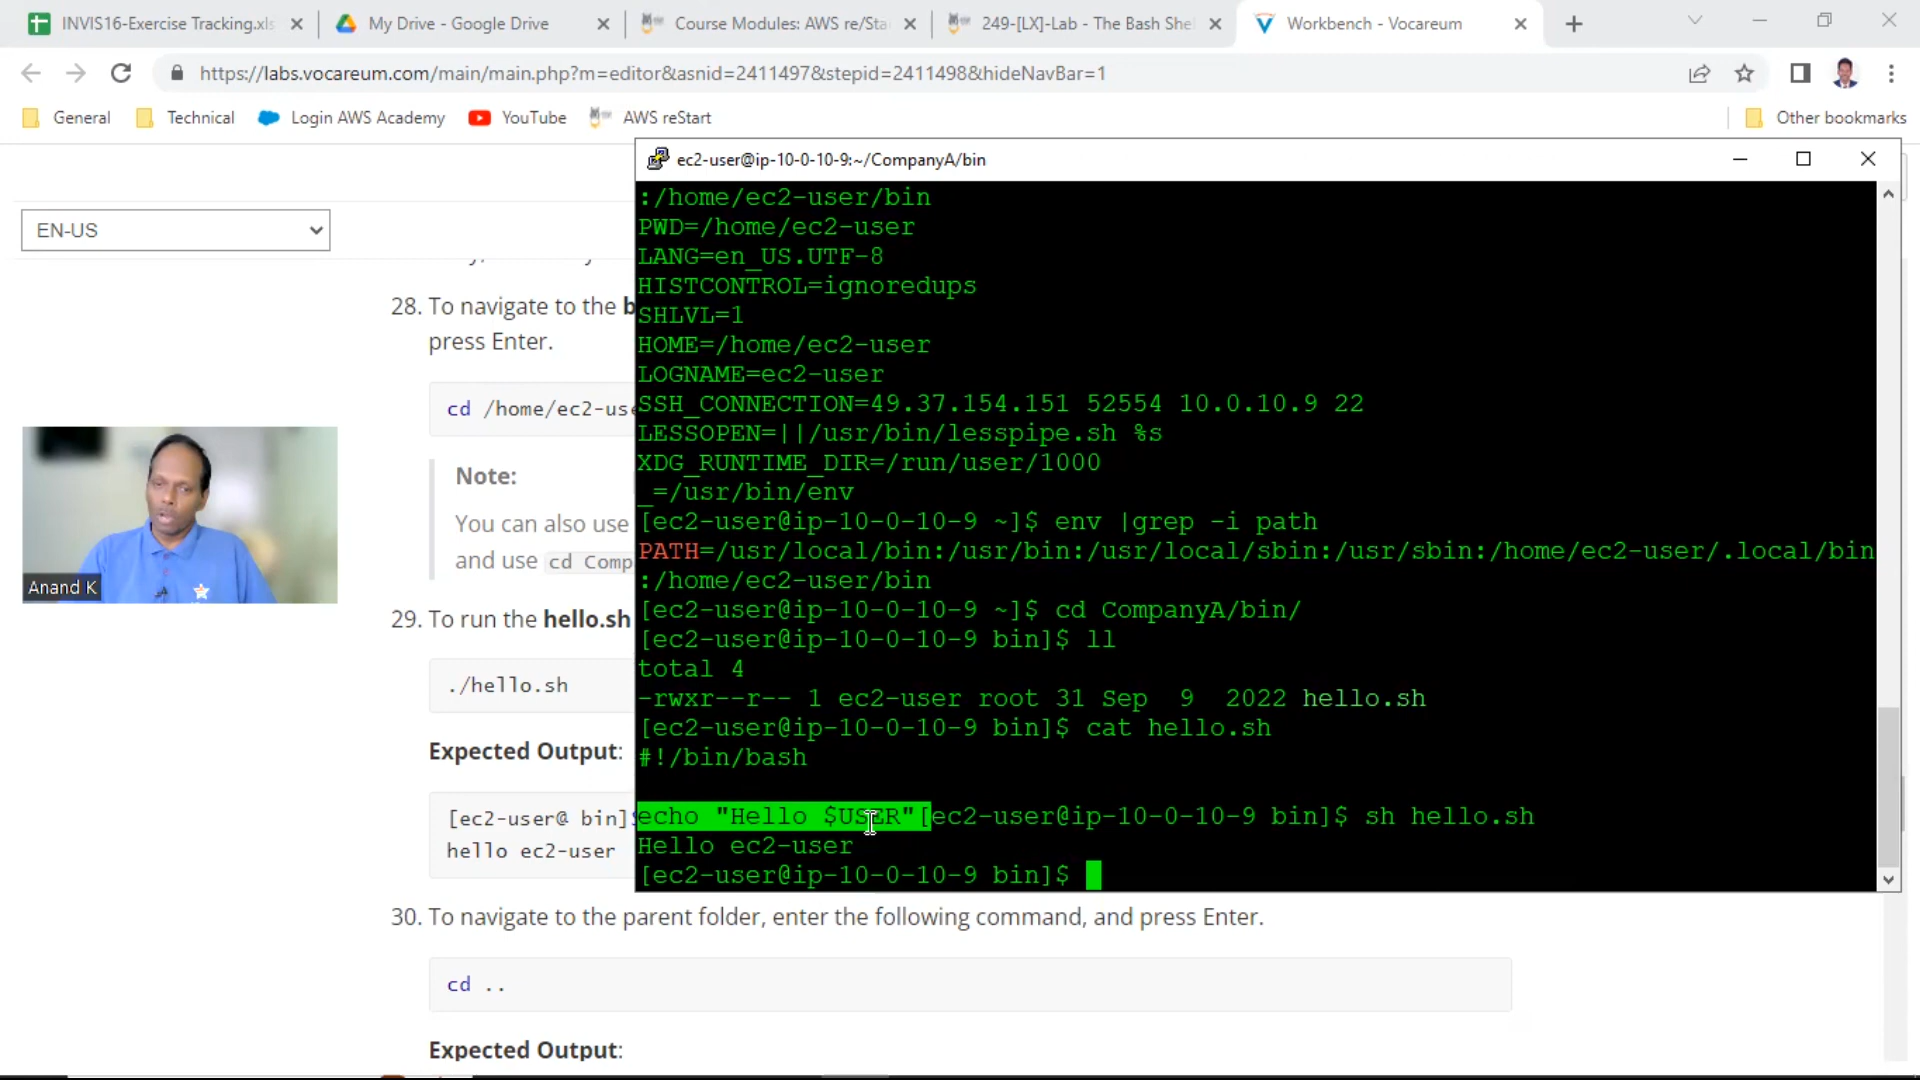 INVIS16-Exercise Tracking.xls
My Drive - Google Drive
Course Modules: AWS re/Sta
249-[LX]-Lab - The Bash She
Workbench - Vocareum
https://labs.vocareum.com/main/main.php?m=editor&asnid=2411497&stepid=2411498&hideNavBar=1
General
Technical
Login AWS Academy
YouTube
AWS reStart
Other bookmarks
EN-US
28. To navigate to the b
press Enter.
cd /home/ec2-use
Note:
You can also use
and use cd Comp
29. To run the hello.sh
./hello.sh
Expected Output:
[ec2-user@ bin]$
hello ec2-user
30. To navigate to the parent folder, enter the following command, and press Enter.
cd ..
Expected Output:
Anand K
ec2-user@ip-10-0-10-9:~/CompanyA/bin
:/home/ec2-user/bin
PWD=/home/ec2-user
LANG=en_US.UTF-8
HISTCONTROL=ignoredups
SHLVL=1
HOME=/home/ec2-user
LOGNAME=ec2-user
SSH_CONNECTION=49.37.154.151 52554 10.0.10.9 22
LESSOPEN=||/usr/bin/lesspipe.sh %s
XDG_RUNTIME_DIR=/run/user/1000
_=/usr/bin/env
[ec2-user@ip-10-0-10-9 ~]$ env |grep -i path
PATH=/usr/local/bin:/usr/bin:/usr/local/sbin:/usr/sbin:/home/ec2-user/.local/bin
:/home/ec2-user/bin
[ec2-user@ip-10-0-10-9 ~]$ cd CompanyA/bin/
[ec2-user@ip-10-0-10-9 bin]$ ll
total 4
-rwxr--r-- 1 ec2-user root 31 Sep  9  2022 hello.sh
[ec2-user@ip-10-0-10-9 bin]$ cat hello.sh
#!/bin/bash
echo "Hello $USER"[ec2-user@ip-10-0-10-9 bin]$ sh hello.sh
Hello ec2-user
[ec2-user@ip-10-0-10-9 bin]$